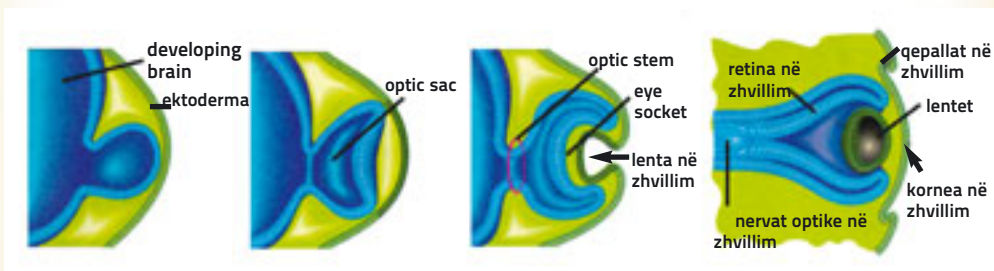 developing
brain
ektoderma
optic sac
optic stem
eye
socket
lenta në
zhvillim
retina në
zhvillim
qepallat në
zhvillim
lentet
kornea në
zhvillim
nervat optike në
zhvillim